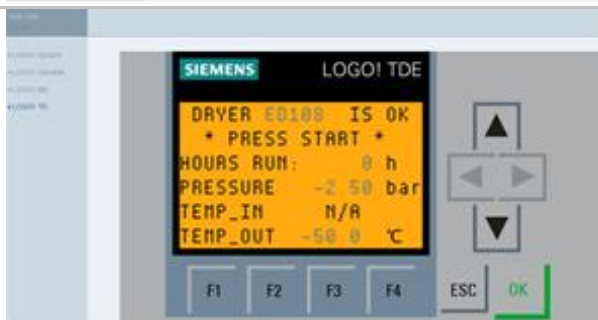 SIEMENS LOGO! TDE
DRYER ED108 IS OK
* PRESS START *
HOURS RUN: 0 h
PRESSURE -2.50 bar
TEMP_IN N/A
TEMP_OUT -50.0 °C
F1 F2 F3 F4 ESC OK